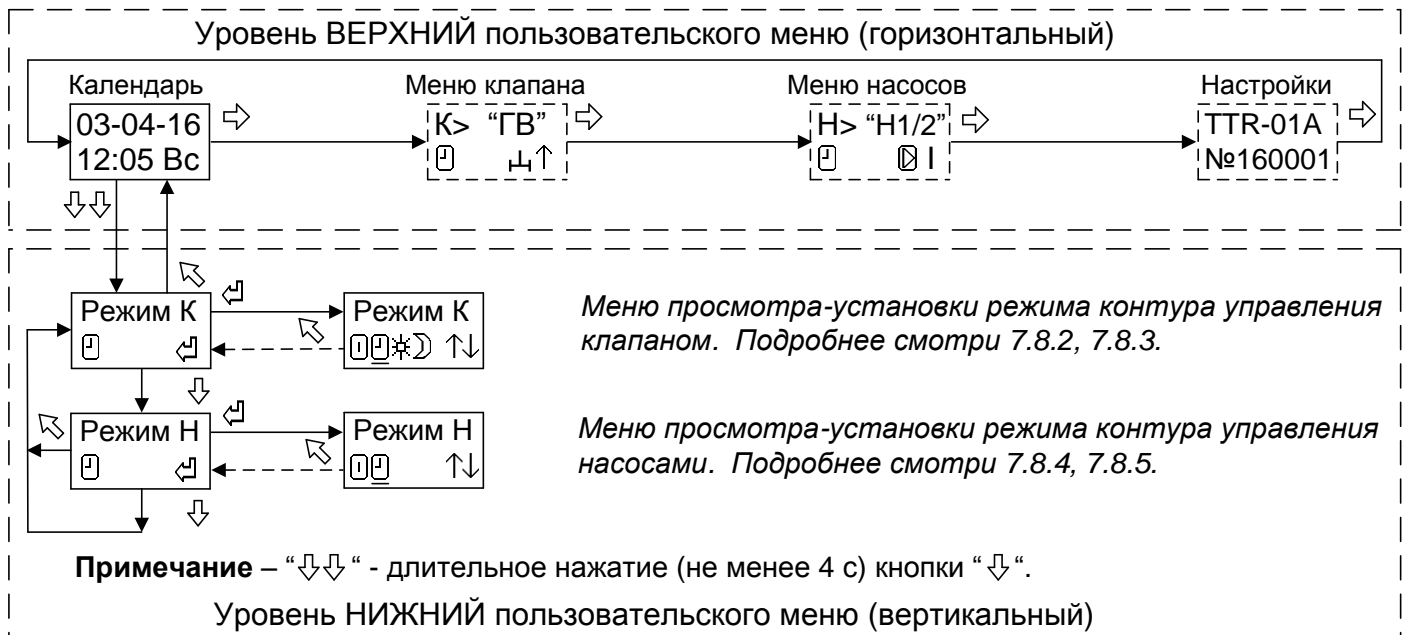 Уровень ВЕРХНИЙ пользовательского меню (горизонтальный)
Календарь
Меню клапана
Меню насосов
Настройки
03-04-16
12:05 Вс
К> “ГВ”
Н> “Н1/2”
I
TTR-01A
№160001
Режим К
Режим К
Меню просмотра-установки режима контура управления
клапаном. Подробнее смотри 7.8.2, 7.8.3.
Режим Н
Режим Н
Меню просмотра-установки режима контура управления
насосами. Подробнее смотри 7.8.4, 7.8.5.
Примечание – “⇩⇩“ - длительное нажатие (не менее 4 с) кнопки “⇩“.
Уровень НИЖНИЙ пользовательского меню (вертикальный)